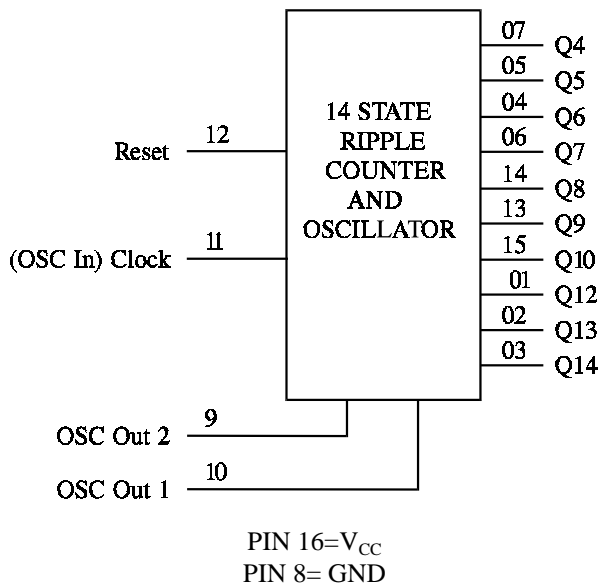 07 Q4
05 Q5
04 Q6
06 Q7
14 Q8
13 Q9
15 Q10
01 Q12
02 Q13
03 Q14
14 STATE
RIPPLE
COUNTER
AND
OSCILLATOR
Reset 12
(OSC In) Clock 11
OSC Out 2 9
OSC Out 1 10
PIN 16=VCC
PIN 8= GND